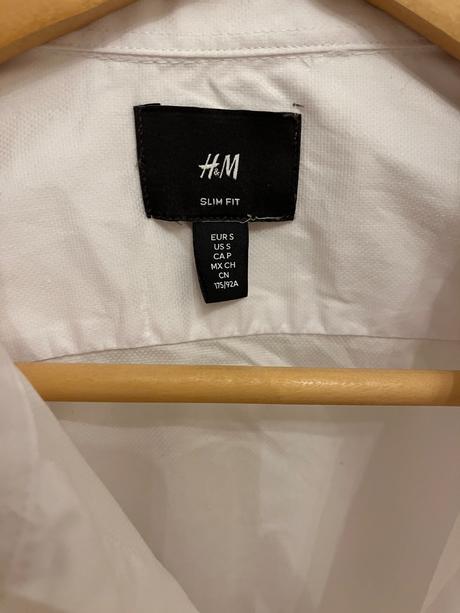 H&M
SLIM FIT
EUR S
US S
CA P
MX CH
CN
175/92A